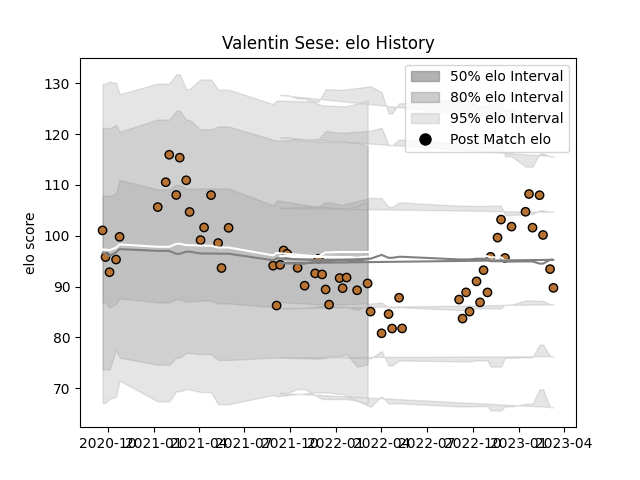 Valentin Sese: elo History
50% elo Interval
80% elo Interval
95% elo Interval
Post Match elo
elo score
130
120
110
100
90
80
70
2020-10 2021-01 2021-04 2021-07 2021-10 2022-01 2022-04 2022-07 2022-10 2023-01 2023-04